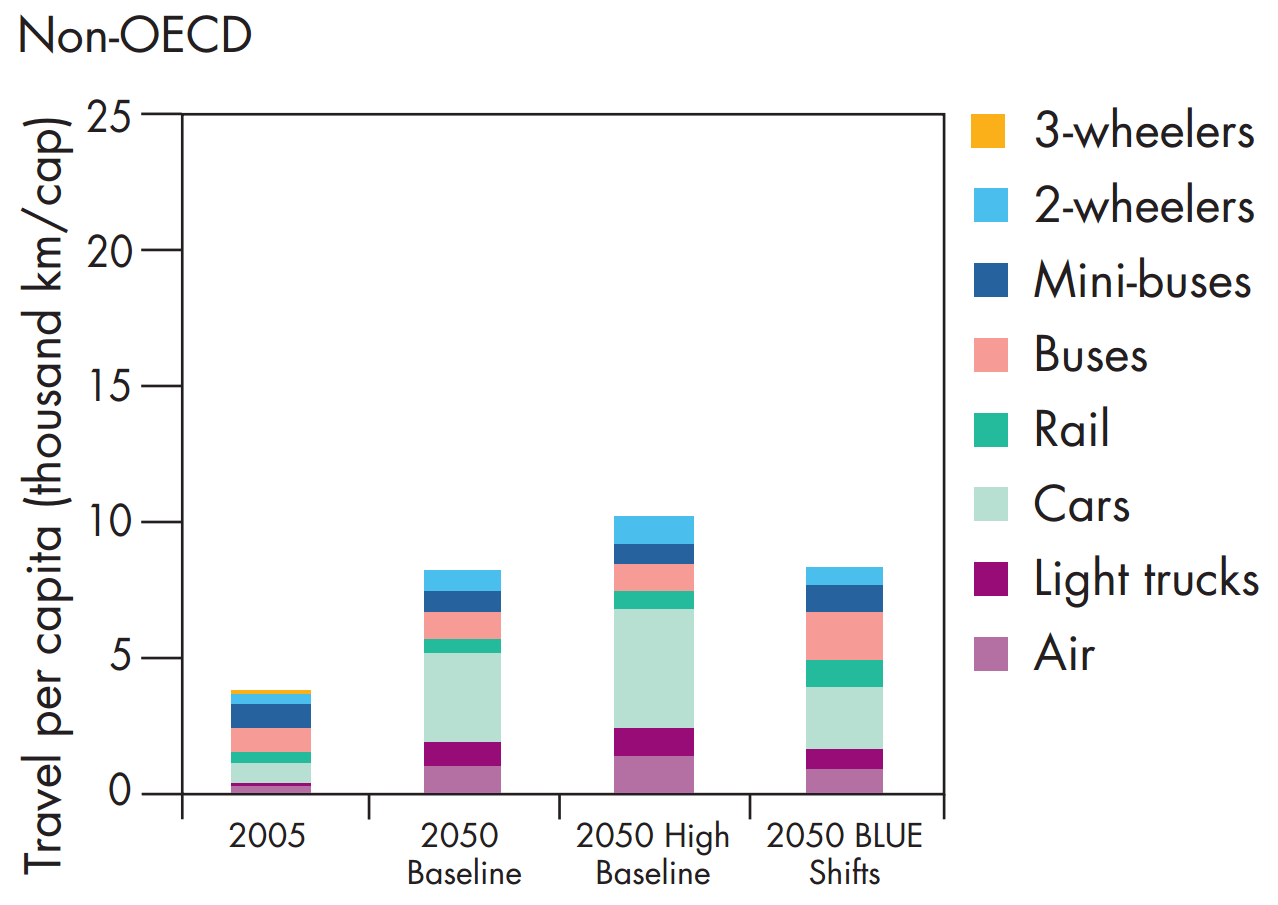 Non-OECD
Travel per capita (thousand km/cap)
25
20
15
10
5
0
2005
2050
Baseline
2050 High
Baseline
2050 BLUE
Shifts
3-wheelers
2-wheelers
Mini-buses
Buses
Rail
Cars
Light trucks
Air